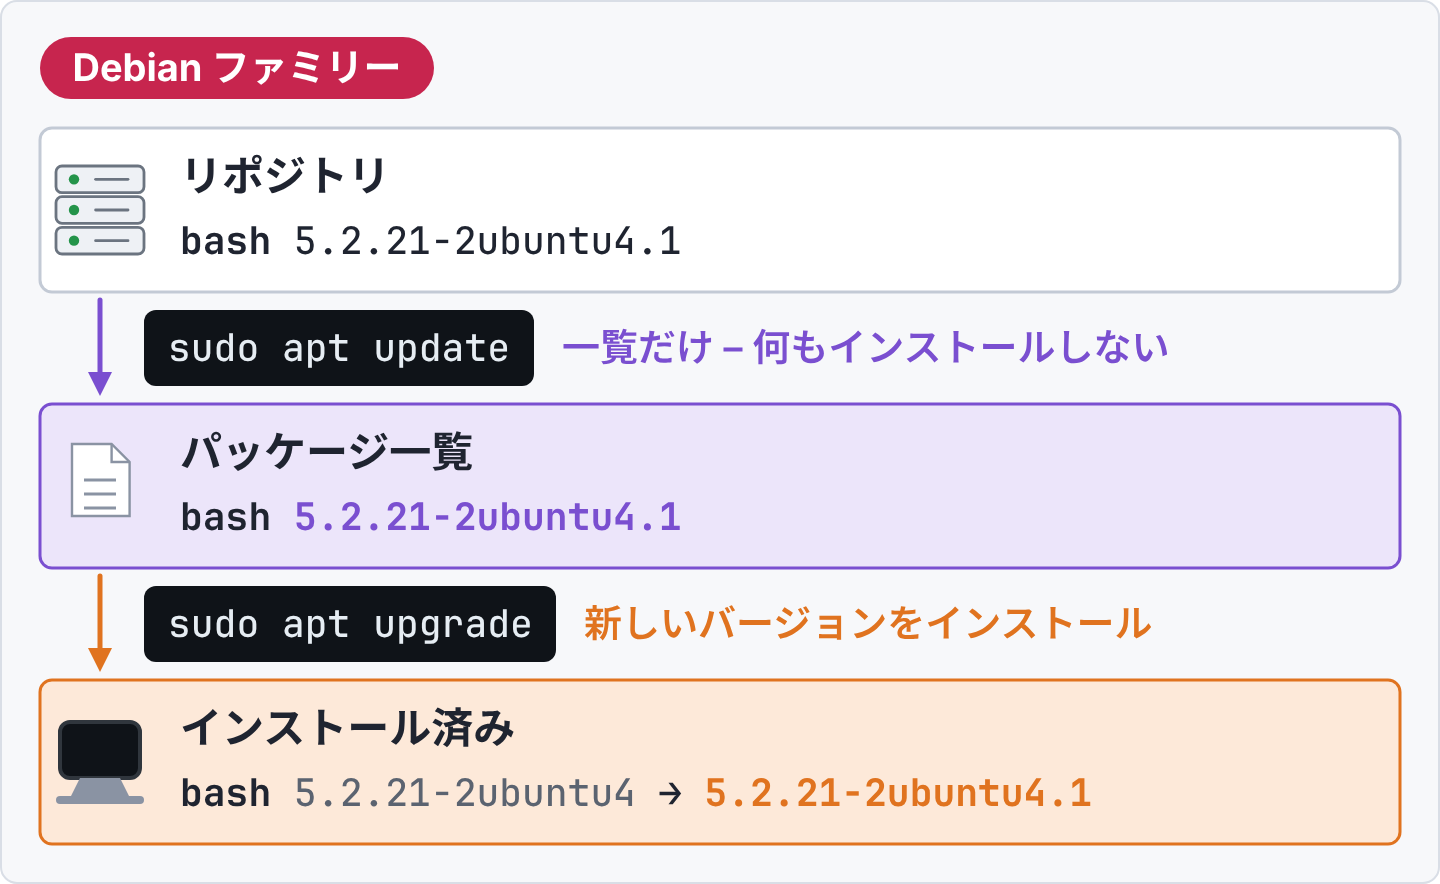 Debian ファミリー
リポジトリ
bash 5.2.21-2ubuntu4.1
sudo apt update 一覧だけ – 何もインストールしない
パッケージ一覧
bash 5.2.21-2ubuntu4.1
sudo apt upgrade 新しいバージョンをインストール
インストール済み
bash 5.2.21-2ubuntu4 → 5.2.21-2ubuntu4.1